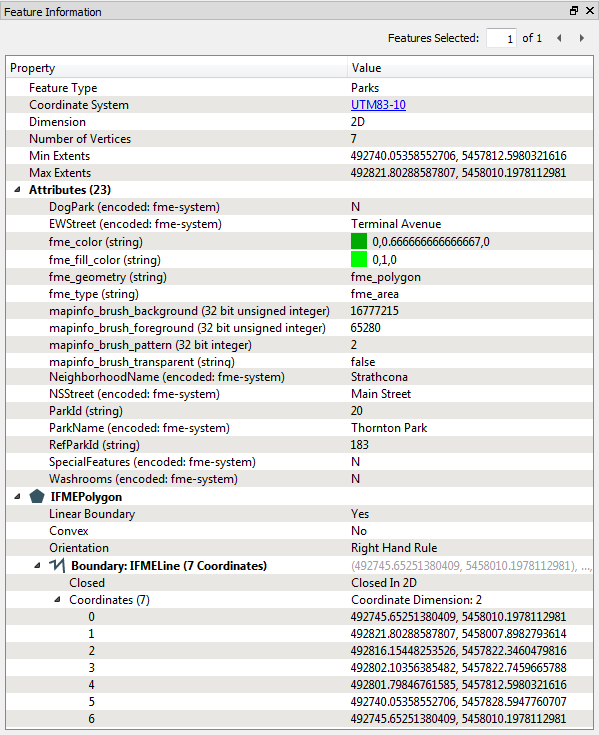 Feature Information
Features Selected: 1 of 1
Property Value
Feature Type Parks
Coordinate System UTM83-10
Dimension 2D
Number of Vertices 7
Min Extents 492740.05358552706, 5457812.5980321616
Max Extents 492821.80288587807, 5458010.1978112981
Attributes (23)
DogPark (encoded: fme-system) N
EWStreet (encoded: fme-system) Terminal Avenue
fme_color (string) 0,0.666666666666667,0
fme_fill_color (string) 0,1,0
fme_geometry (string) fme_polygon
fme_type (string) fme_area
mapinfo_brush_background (32 bit unsigned integer) 16777215
mapinfo_brush_foreground (32 bit unsigned integer) 65280
mapinfo_brush_pattern (32 bit integer) 2
mapinfo_brush_transparent (string) false
NeighborhoodName (encoded: fme-system) Strathcona
NSStreet (encoded: fme-system) Main Street
ParkId (string) 20
ParkName (encoded: fme-system) Thornton Park
RefParkId (string) 183
SpecialFeatures (encoded: fme-system) N
Washrooms (encoded: fme-system) N
IFMEPolygon
Linear Boundary Yes
Convex No
Orientation Right Hand Rule
Boundary: IFMELine (7 Coordinates) (492745.65251380409, 5458010.1978112981), ...,
Closed Closed In 2D
Coordinates (7) Coordinate Dimension: 2
0 492745.65251380409, 5458010.1978112981
1 492821.80288587807, 5458007.8982793614
2 492816.15448253526, 5457822.3460479816
3 492802.10356385482, 5457822.7459665788
4 492801.79846761585, 5457812.5980321616
5 492740.05358552706, 5457828.5947760707
6 492745.65251380409, 5458010.1978112981